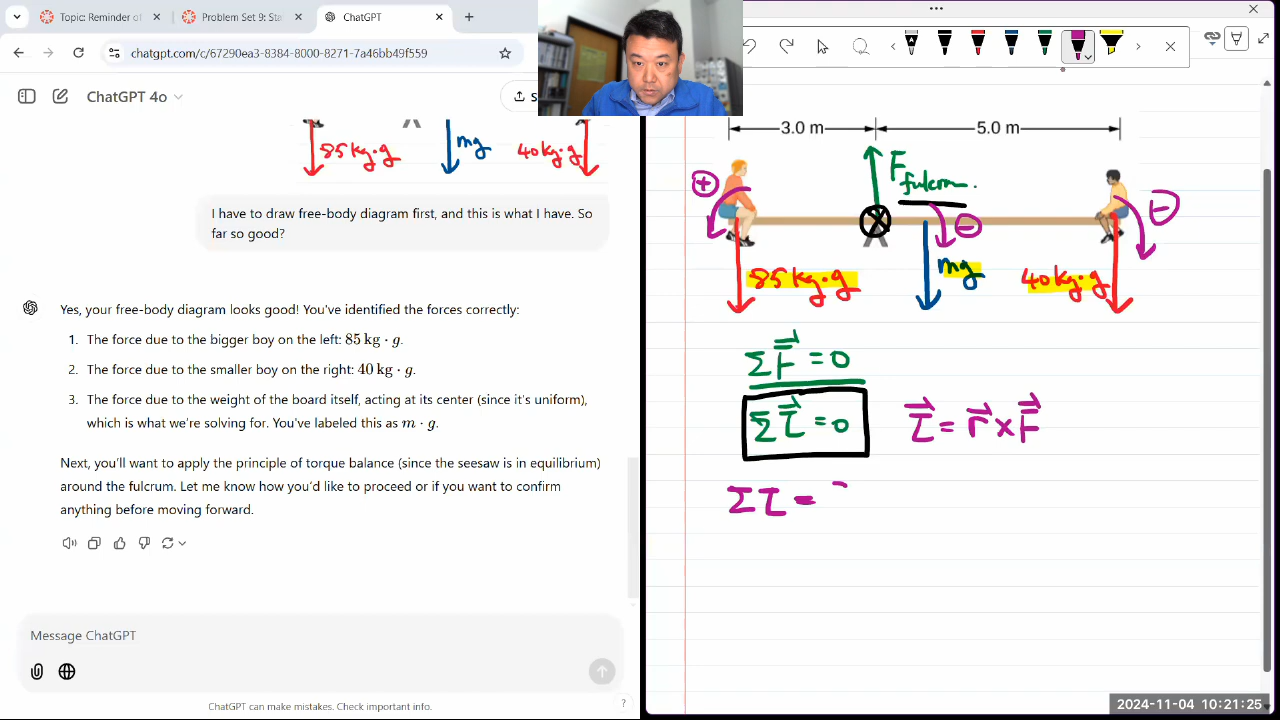 Topic: Reminder of
Problem Set 9: Sta
ChatGPT
chatgpt.com/c/67290aa3-
ChatGPT 4o
85kg·g
mg
40kg·g
I have to draw free-body diagram first, and this is what I have. So
far so good?
Yes, your free-body diagram looks good! You've identified the forces correctly:
1. The force due to the bigger boy on the left: 85 kg · g.
2. The force due to the smaller boy on the right: 40 kg · g.
3. The force due to the weight of the board itself, acting at its center (since it's uniform),
which is what we're solving for. You've labeled this as m · g.
Next, you'll want to apply the principle of torque balance (since the seesaw is in equilibrium)
around the fulcrum. Let me know how you'd like to proceed or if you want to confirm
anything before moving forward.
Message ChatGPT
ChatGPT can make mistakes. Check important info.
?
3.0 m
5.0 m
F fulcrum.
+
−
−
85kg·g
mg
40kg·g
ΣF⃗ = 0
Στ⃗ = 0
τ⃗ = r⃗ × F⃗
Στ =
2024-11-04 10:21:25